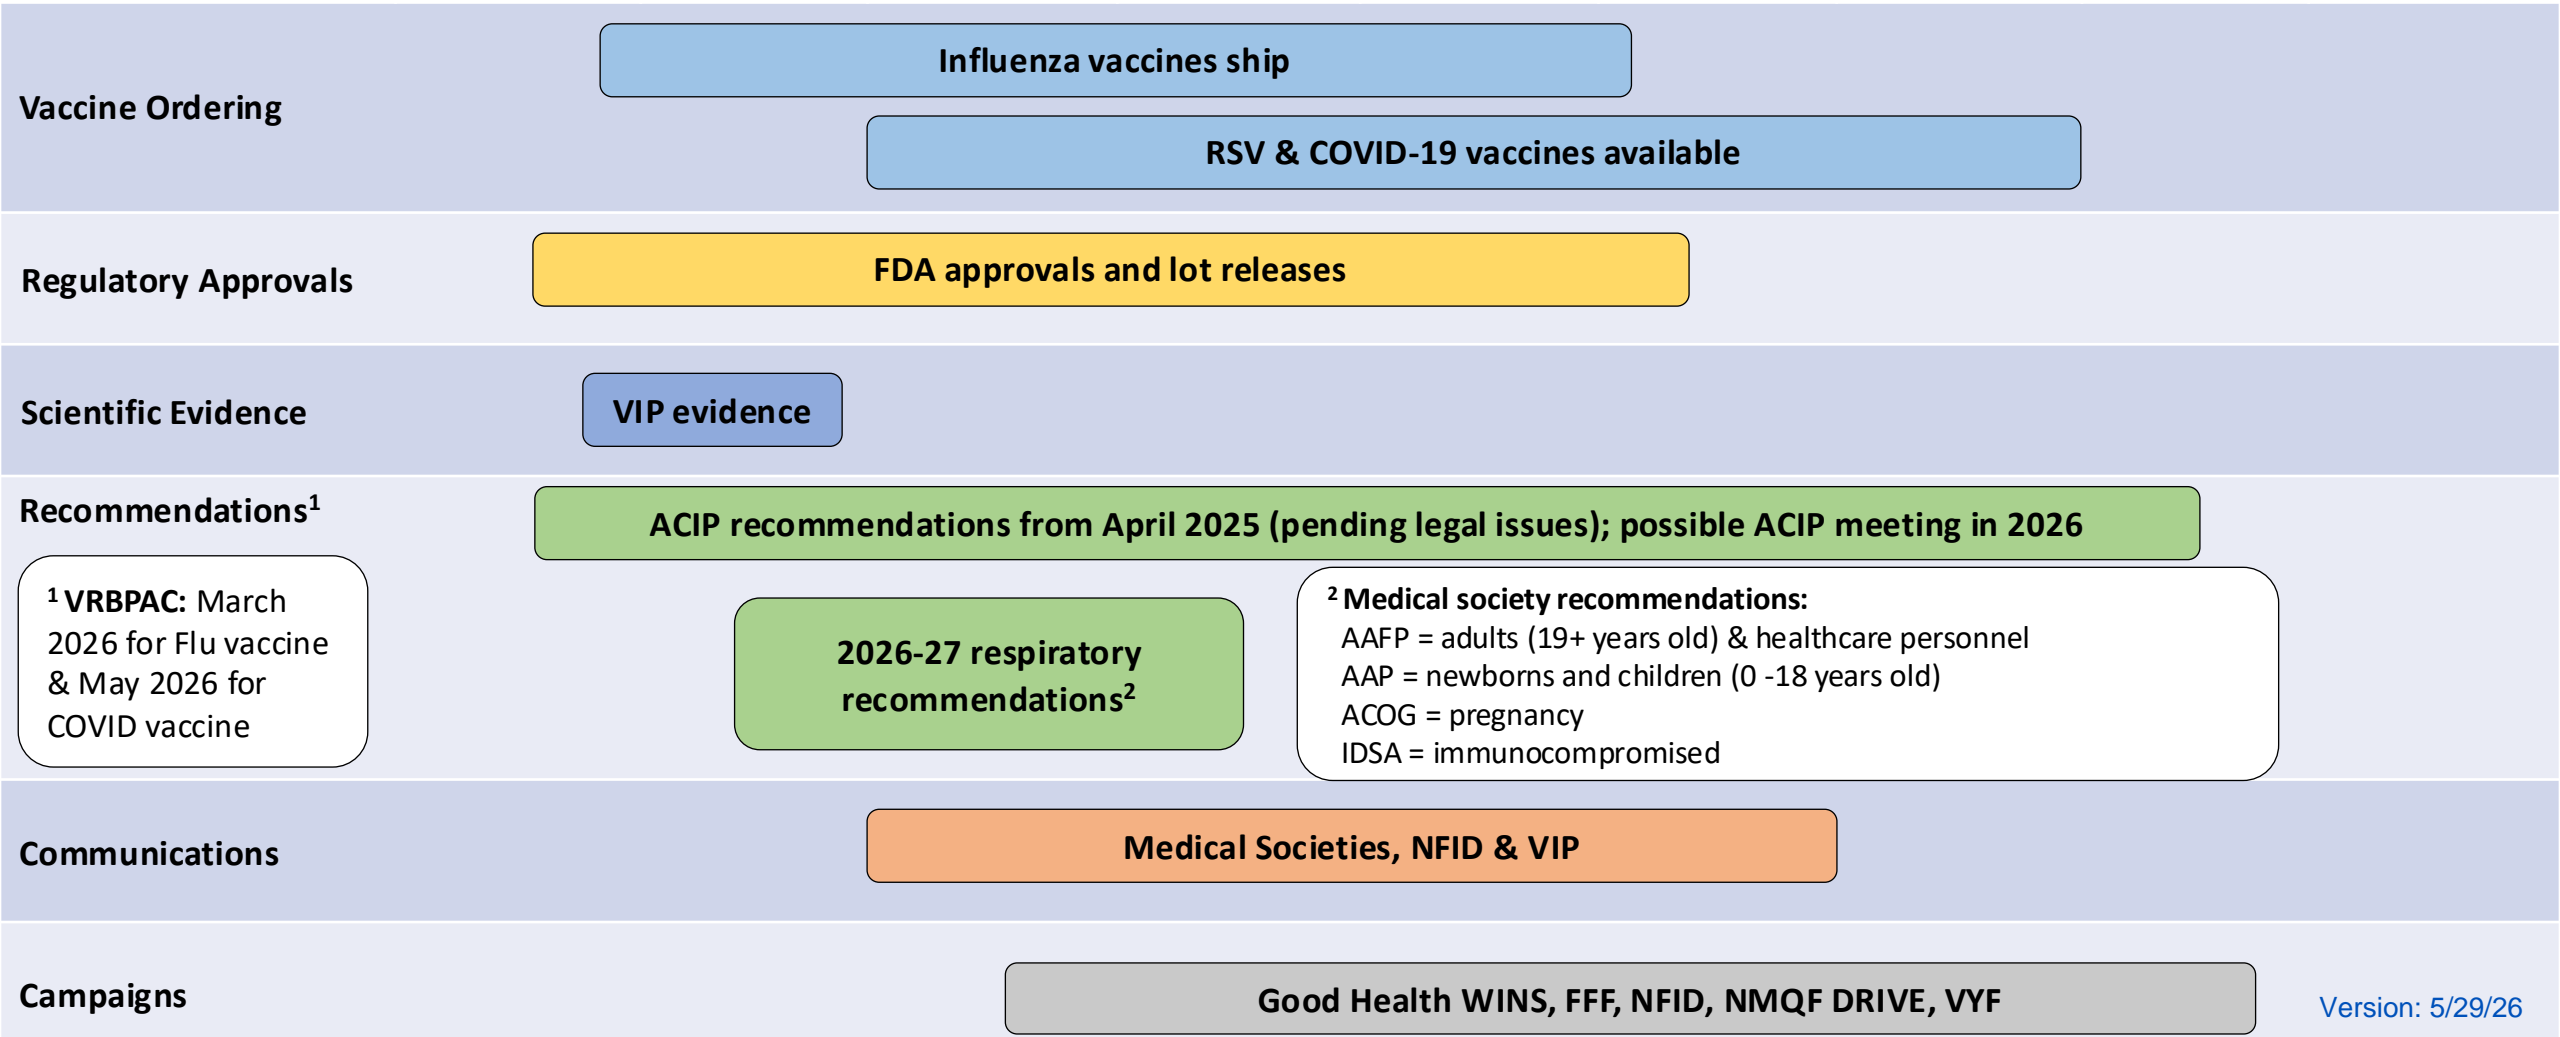 Vaccine Ordering
Influenza vaccines ship
RSV & COVID-19 vaccines available
Regulatory Approvals
FDA approvals and lot releases
Scientific Evidence
VIP evidence
Recommendations¹
ACIP recommendations from April 2025 (pending legal issues); possible ACIP meeting in 2026
¹ VRBPAC: March
2026 for Flu vaccine
& May 2026 for
COVID vaccine
2026-27 respiratory
recommendations²
² Medical society recommendations:
AAFP = adults (19+ years old) & healthcare personnel
AAP = newborns and children (0 -18 years old)
ACOG = pregnancy
IDSA = immunocompromised
Communications
Medical Societies, NFID & VIP
Campaigns
Good Health WINS, FFF, NFID, NMQF DRIVE, VYF
Version: 5/29/26